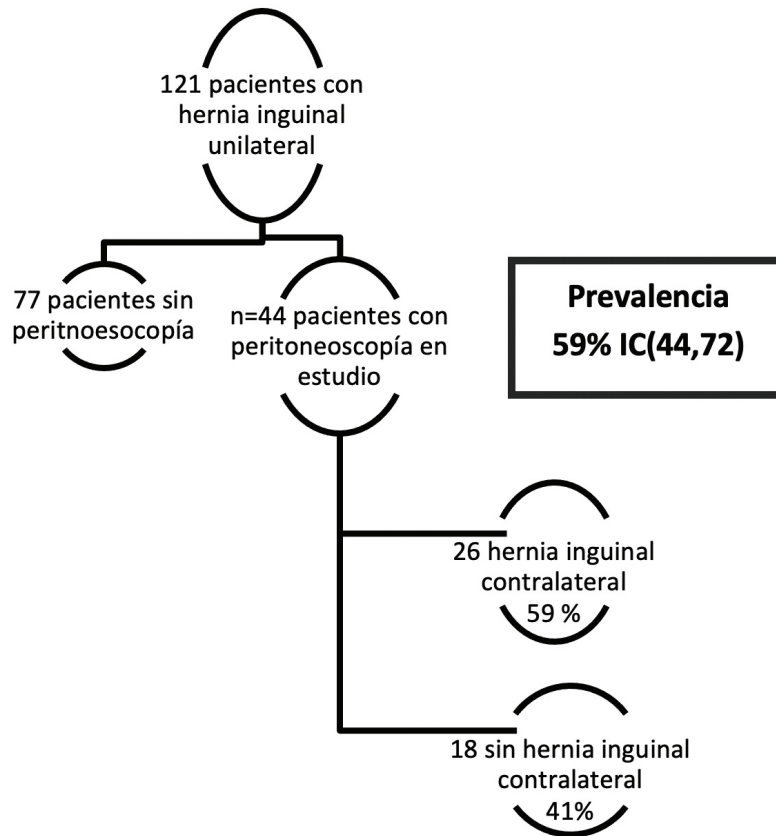 121 pacientes con
hernia inguinal
unilateral
77 pacientes sin
peritnoesocopía
n=44 pacientes con
peritoneoscopía en
estudio
Prevalencia
59% IC(44,72)
26 hernia inguinal
contralateral
59 %
18 sin hernia inguinal
contralateral
41%